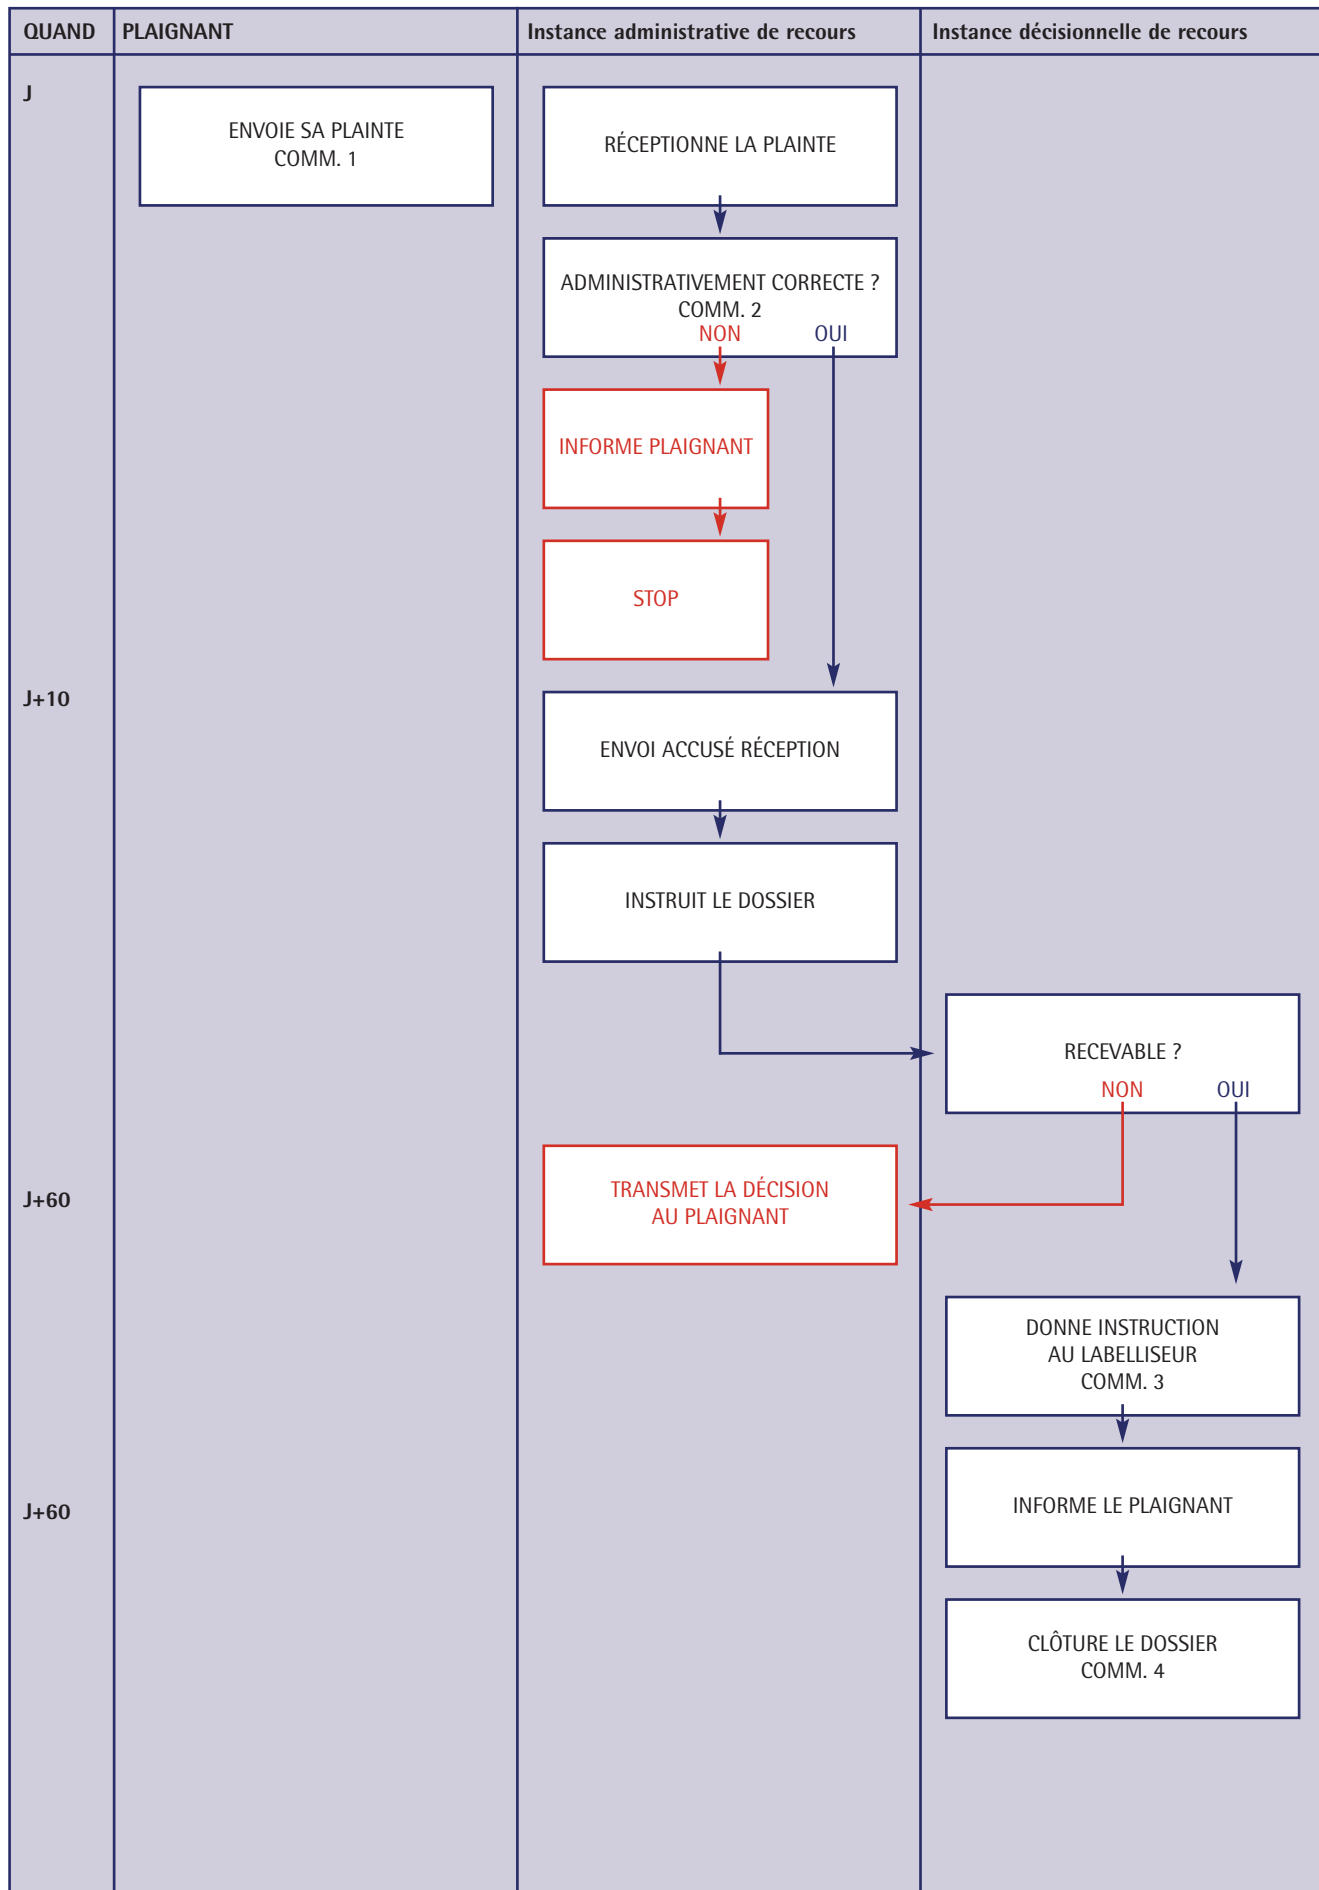 QUAND
PLAIGNANT
Instance administrative de recours
Instance décisionnelle de recours
J
ENVOIE SA PLAINTE
COMM. 1
RÉCEPTIONNE LA PLAINTE
ADMINISTRATIVEMENT CORRECTE ?
COMM. 2
NON
OUI
INFORME PLAIGNANT
STOP
J+10
ENVOI ACCUSÉ RÉCEPTION
INSTRUIT LE DOSSIER
RECEVABLE ?
NON
OUI
J+60
TRANSMET LA DÉCISION
AU PLAIGNANT
DONNE INSTRUCTION
AU LABELLISEUR
COMM. 3
J+60
INFORME LE PLAIGNANT
CLÔTURE LE DOSSIER
COMM. 4